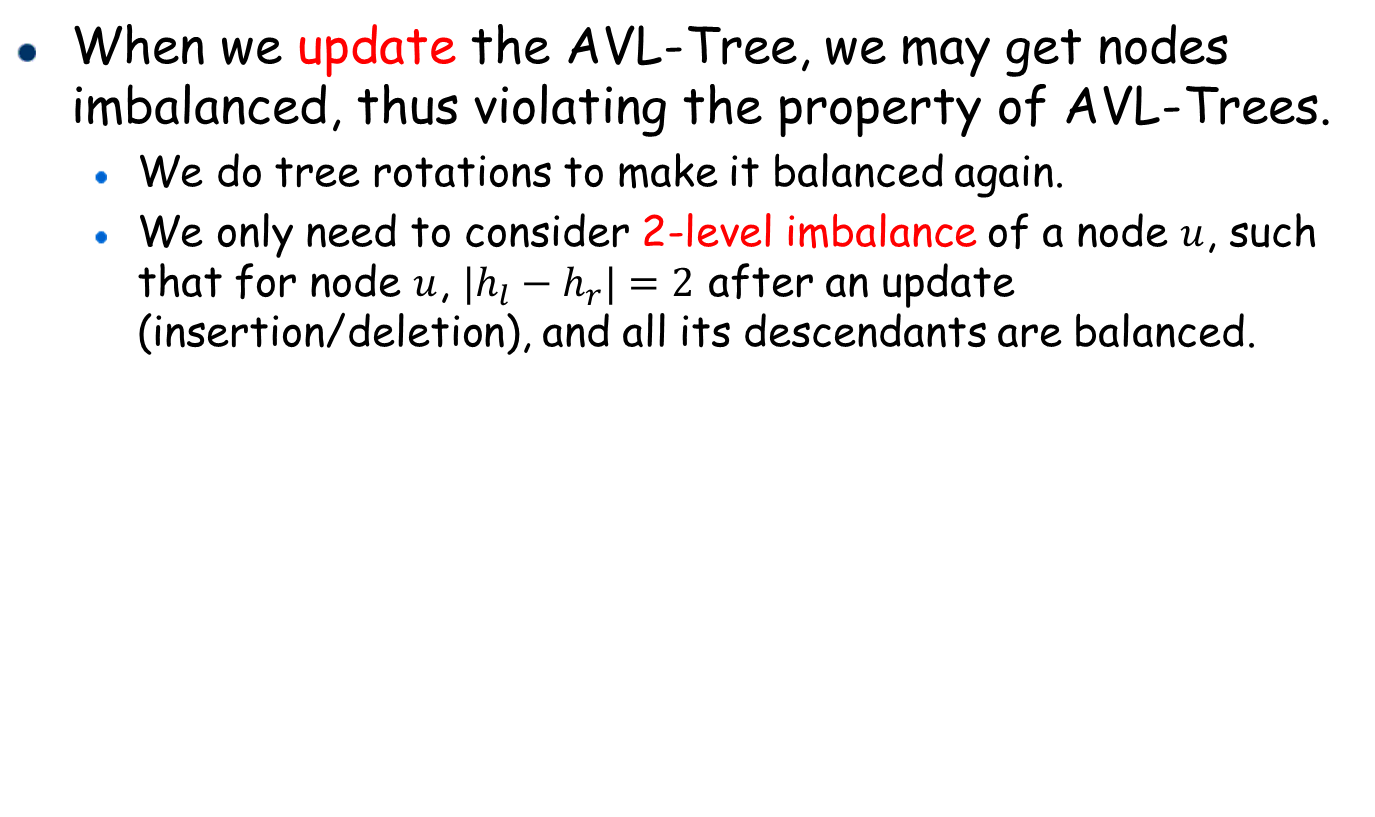 • When we update the AVL-Tree, we may get nodes
imbalanced, thus violating the property of AVL-Trees.
• We do tree rotations to make it balanced again.
• We only need to consider 2-level imbalance of a node 𝑢, such
that for node 𝑢, |ℎ𝑙 − ℎ𝑟| = 2 after an update
(insertion/deletion), and all its descendants are balanced.